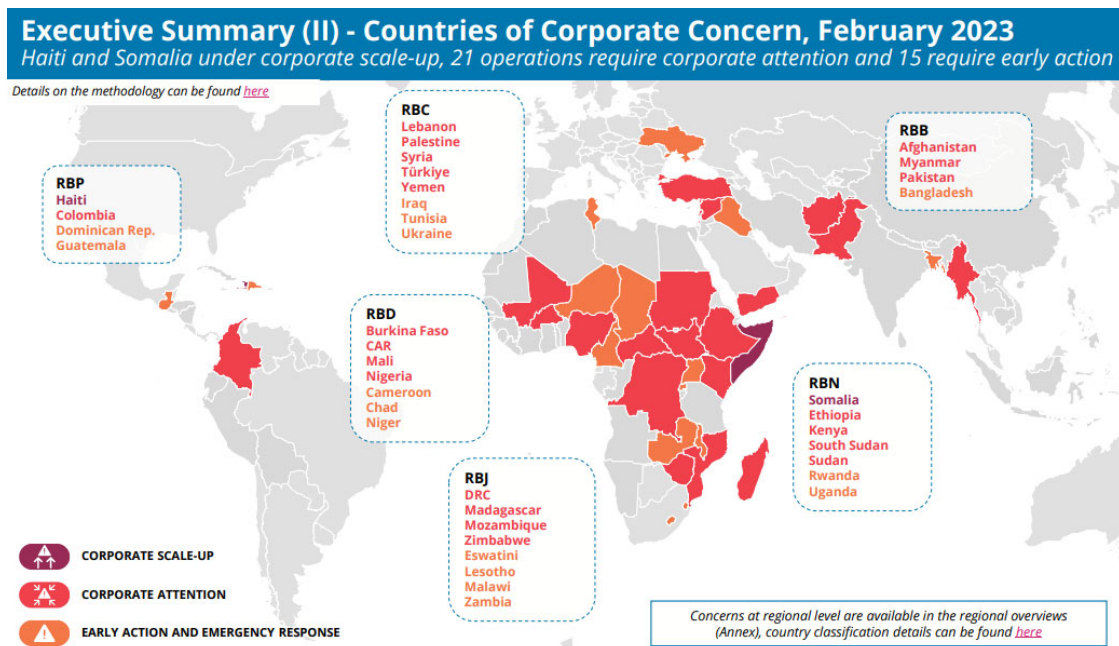 Executive Summary (II) - Countries of Corporate Concern, February 2023
Haiti and Somalia under corporate scale-up, 21 operations require corporate attention and 15 require early action
Details on the methodology can be found here
RBP
Haiti
Colombia
Dominican Rep.
Guatemala
RBC
Lebanon
Palestine
Syria
Türkiye
Yemen
Iraq
Tunisia
Ukraine
RBB
Afghanistan
Myanmar
Pakistan
Bangladesh
RBD
Burkina Faso
CAR
Mali
Nigeria
Cameroon
Chad
Niger
RBN
Somalia
Ethiopia
Kenya
South Sudan
Sudan
Rwanda
Uganda
RBJ
DRC
Madagascar
Mozambique
Zimbabwe
Eswatini
Lesotho
Malawi
Zambia
CORPORATE SCALE-UP
CORPORATE ATTENTION
EARLY ACTION AND EMERGENCY RESPONSE
Concerns at regional level are available in the regional overviews
(Annex), country classification details can be found here